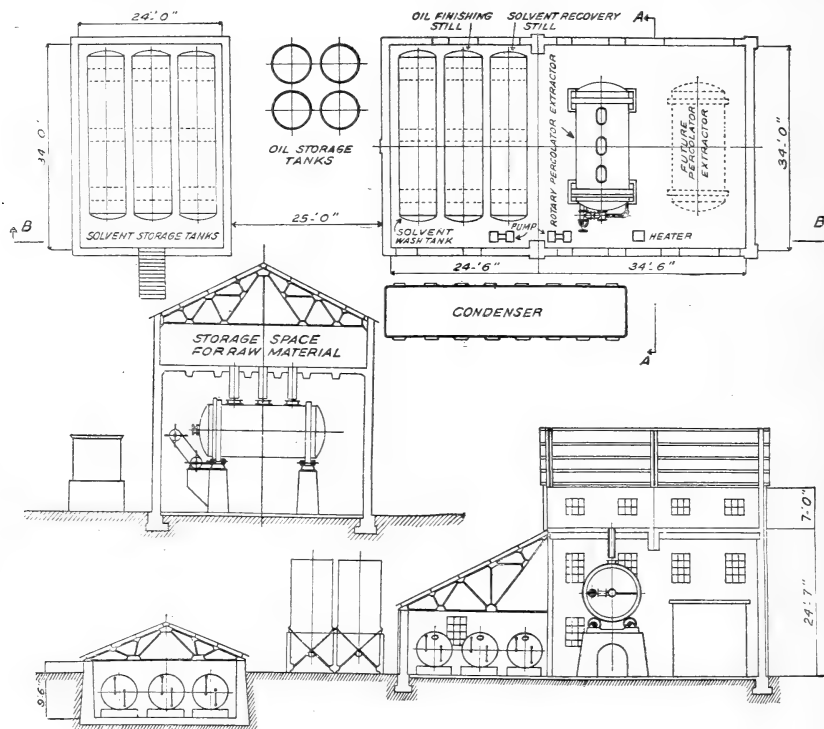 24'-0"
OIL FINISHING
STILL
SOLVENT RECOVERY
STILL
A
34'-0"
OIL STORAGE
TANKS
ROTARY PERCOLATOR EXTRACTOR
FUTURE
PERCOLATOR
EXTRACTOR
34'-0"
B
SOLVENT STORAGE TANKS
25'-0"
SOLVENT
WASH TANK
PUMP
HEATER
B
24'-6"
34'-6"
CONDENSER
A
STORAGE SPACE
FOR RAW MATERIAL
7'-0"
24'-7"
9'6"